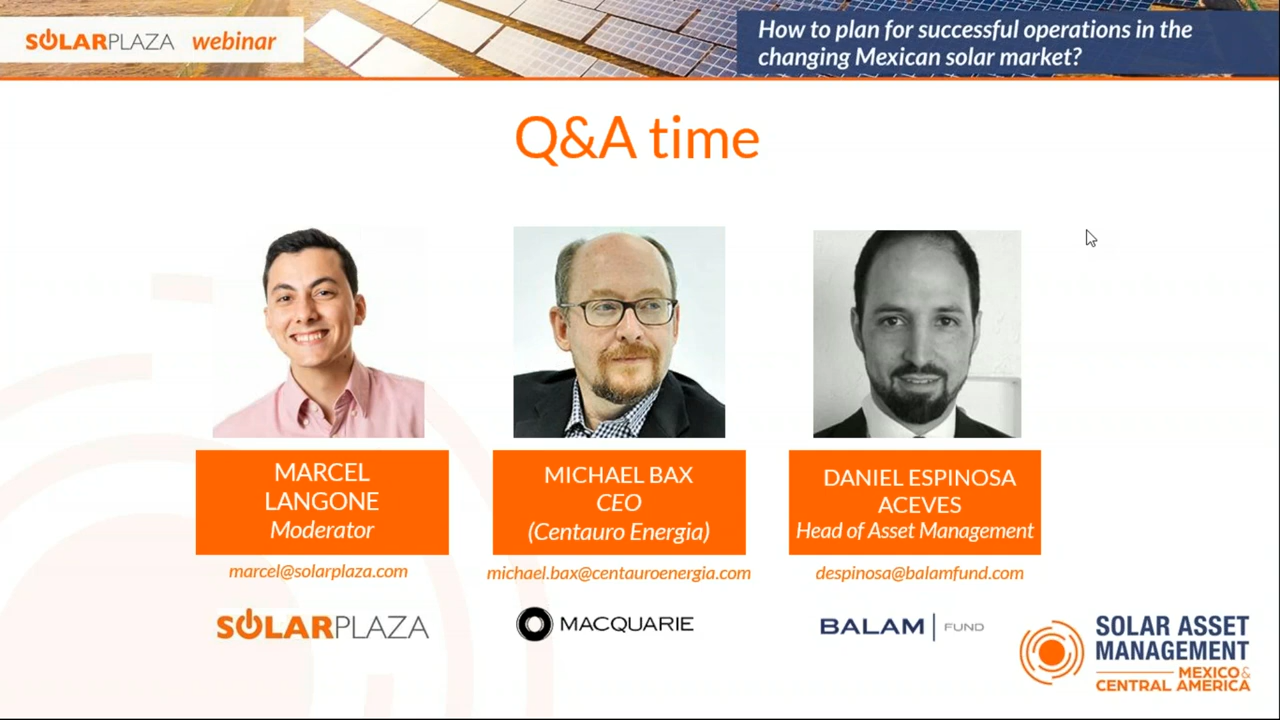 SOLARPLAZA webinar
How to plan for successful operations in the
changing Mexican solar market?
Q&A time
MARCEL
LANGONE
Moderator
marcel@solarplaza.com
SOLARPLAZA
MICHAEL BAX
CEO
(Centauro Energia)
michael.bax@centauroenergia.com
MACQUARIE
DANIEL ESPINOSA
ACEVES
Head of Asset Management
despinosa@balamfund.com
BALAM | FUND
SOLAR ASSET
MANAGEMENT
MEXICO &
CENTRAL AMERICA